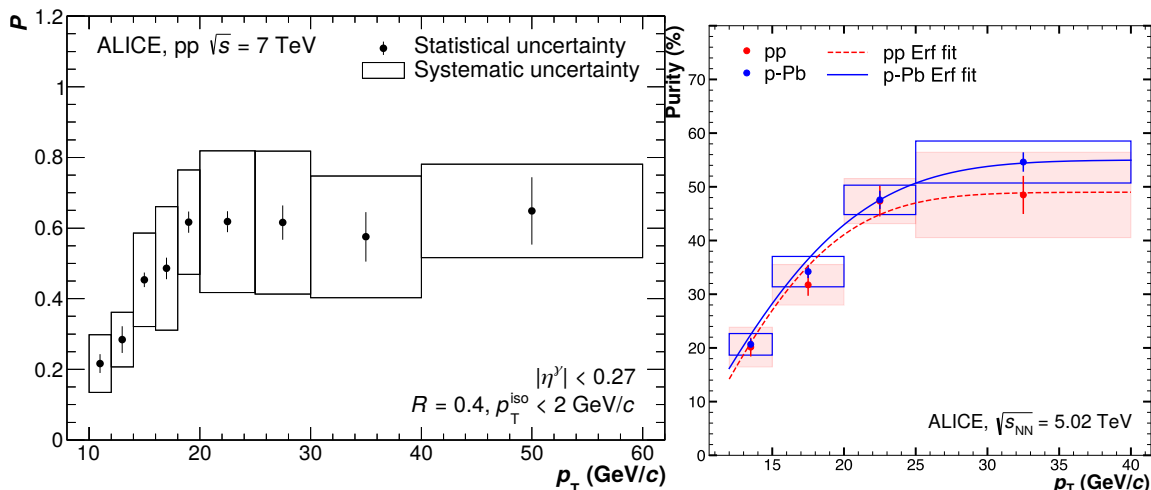 P
ALICE, pp √s = 7 TeV
Statistical uncertainty
Systematic uncertainty
1.2
1
0.8
0.6
0.4
0.2
0
|η^γ| < 0.27
R = 0.4, p_T^iso < 2 GeV/c
10 20 30 40 50 60
p_T (GeV/c)
Purity (%)
pp
pp Erf fit
p-Pb
p-Pb Erf fit
80
70
60
50
40
30
20
10
0
ALICE, √s_NN = 5.02 TeV
15 20 25 30 35 40
p_T (GeV/c)